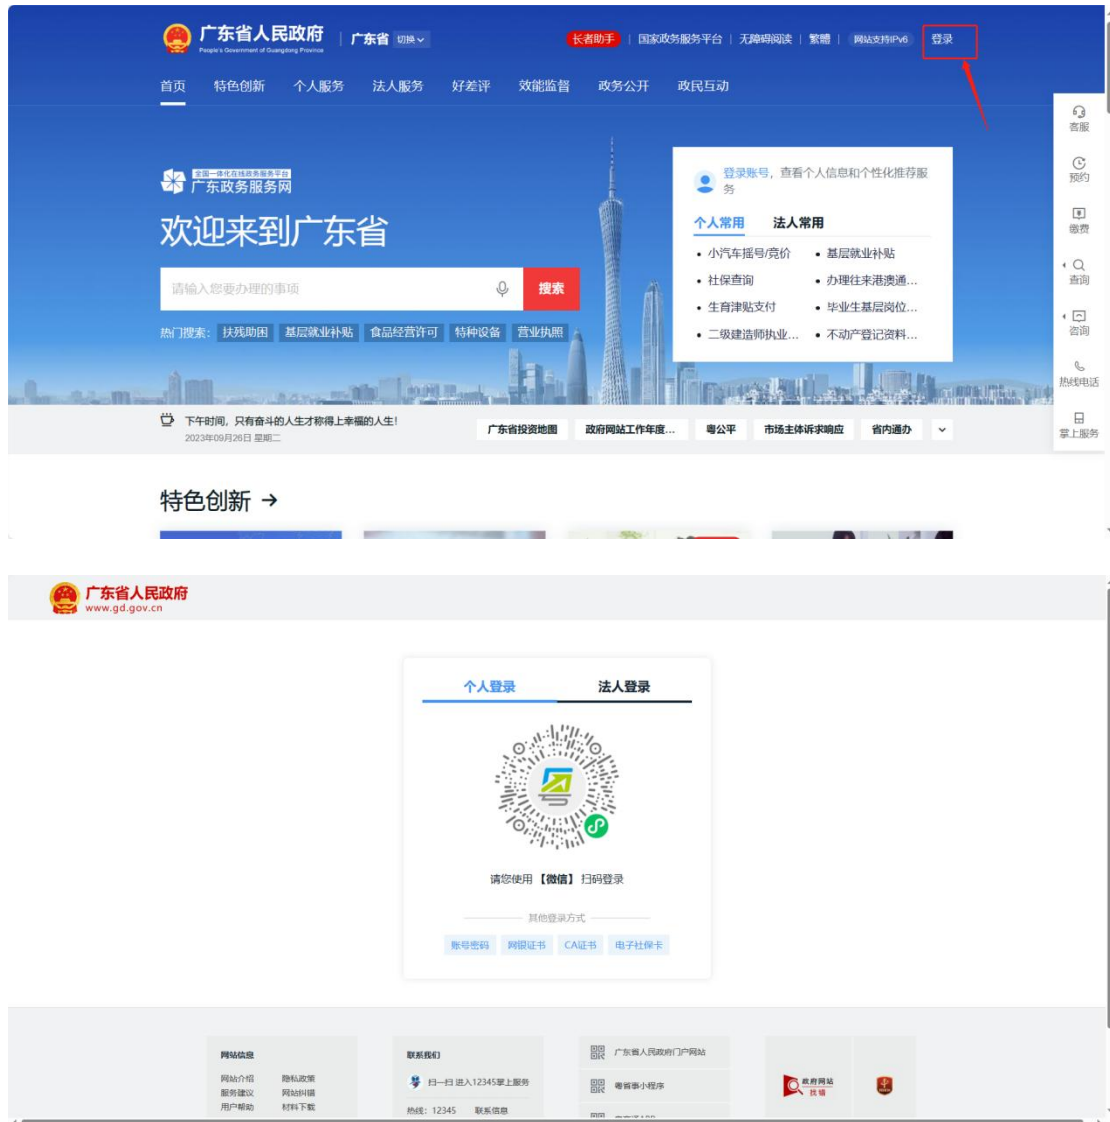 广东省人民政府
People's Government of Guangdong Province
广东省 切换
长者助手 国家政务服务平台 无障碍阅读 繁體 网站支持IPv6 登录
首页 特色创新 个人服务 法人服务 好差评 效能监督 政务公开 政民互动
全国一体化在线政务服务平台
广东政务服务网
欢迎来到广东省
请输入您要办理的事项 搜索
热门搜索: 扶残助困 基层就业补贴 食品经营许可 特种设备 营业执照
登录账号,查看个人信息和个性化推荐服
务
个人常用 法人常用
小汽车摇号/竞价 基层就业补贴
社保查询 办理往来港澳通...
生育津贴支付 毕业生基层岗位...
二级建造师执业... 不动产登记资料...
客服
预约
缴费
查询
咨询
热线电话
掌上服务
下午时间,只有奋斗的人生才称得上幸福的人生!
2023年09月26日 星期二
广东省投资地图 政府网站工作年度... 粤公平 市场主体诉求响应 省内通办
特色创新 →
广东省人民政府
www.gd.gov.cn
个人登录 法人登录
请您使用【微信】扫码登录
其他登录方式
账号密码 网银证书 CA证书 电子社保卡
网站信息
网站介绍 隐私政策
服务建议 网站纠错
用户帮助 材料下载
联系我们
扫一扫 进入12345掌上服务
热线: 12345 联系信息
广东省人民政府门户网站
粤省事小程序
政府网站
找错